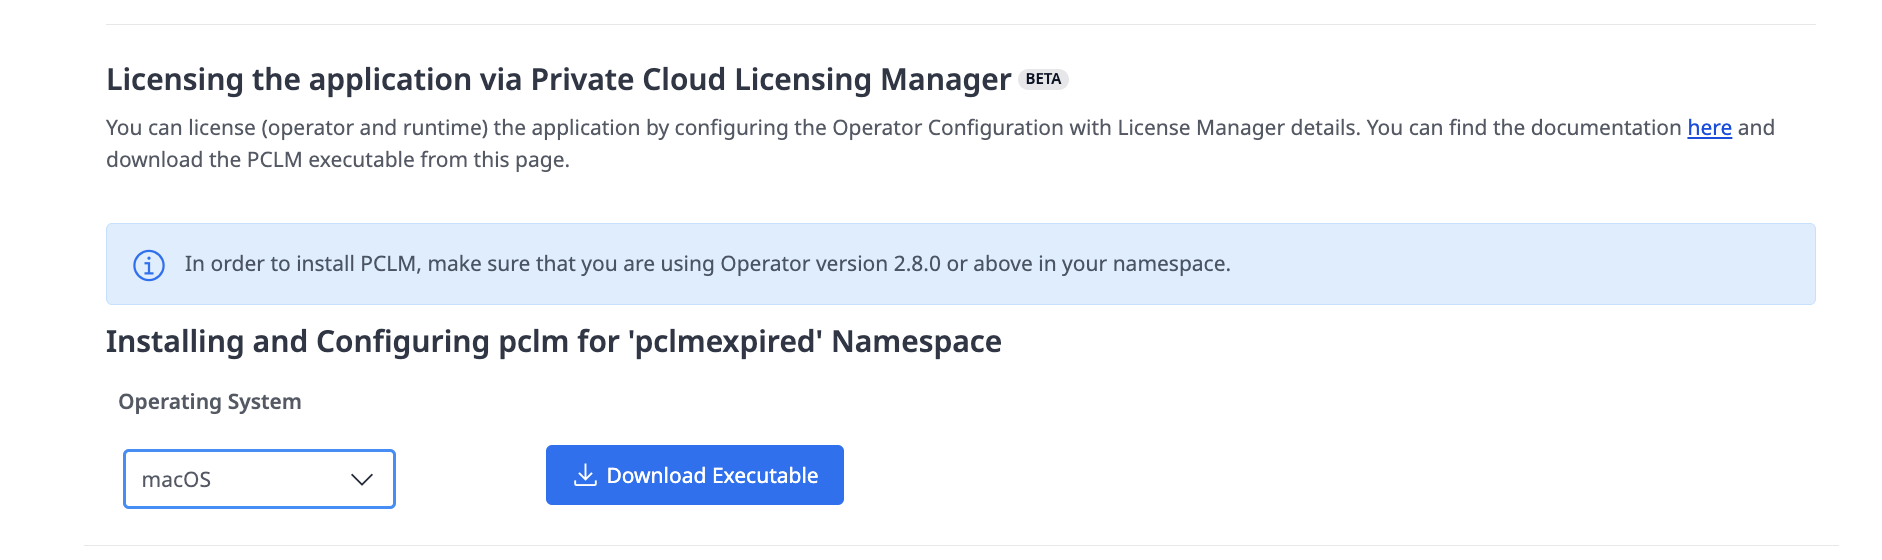 Licensing the application via Private Cloud Licensing Manager BETA
You can license (operator and runtime) the application by configuring the Operator Configuration with License Manager details. You can find the documentation here and
download the PCLM executable from this page.
In order to install PCLM, make sure that you are using Operator version 2.8.0 or above in your namespace.
Installing and Configuring pclm for 'pclmexpired' Namespace
Operating System
macOS
Download Executable